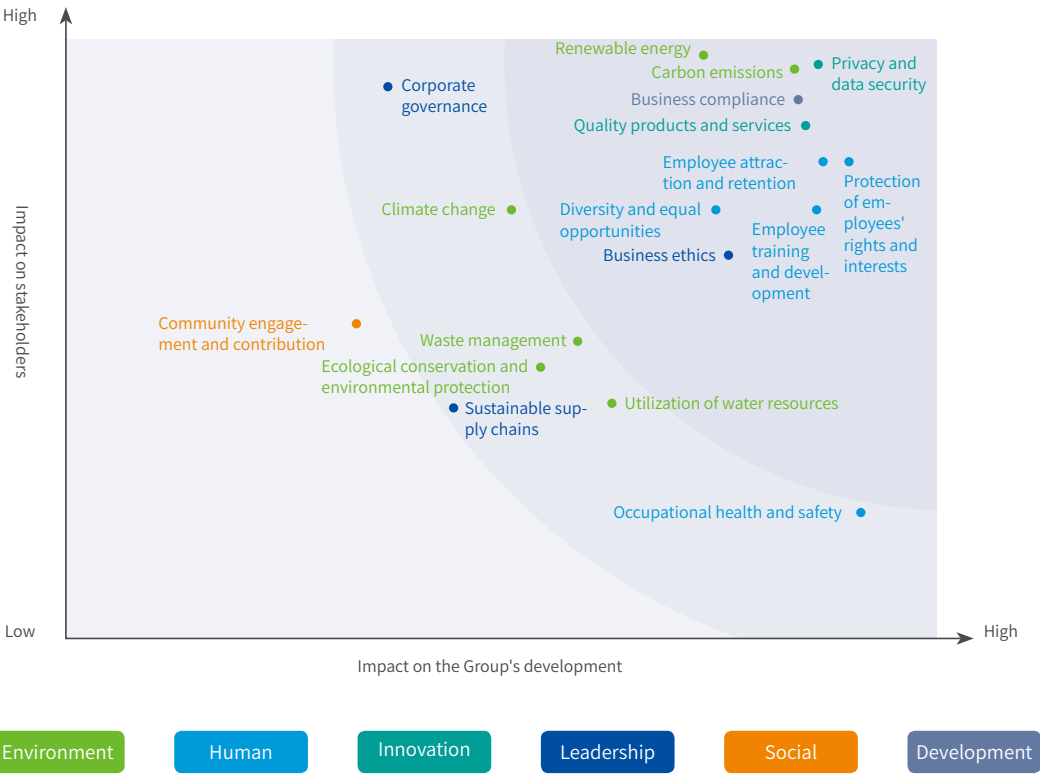 High
Renewable energy
Carbon emissions
Privacy and
data security
Corporate
governance
Business compliance
Quality products and services
Employee attrac-
tion and retention
Protection
of em-
ployees'
rights and
interests
Climate change
Diversity and equal
opportunities
Employee
training
and devel-
opment
Business ethics
Impact on stakeholders
Community engage-
ment and contribution
Waste management
Ecological conservation and
environmental protection
Sustainable sup-
ply chains
Utilization of water resources
Occupational health and safety
Low
High
Impact on the Group's development
Environment
Human
Innovation
Leadership
Social
Development